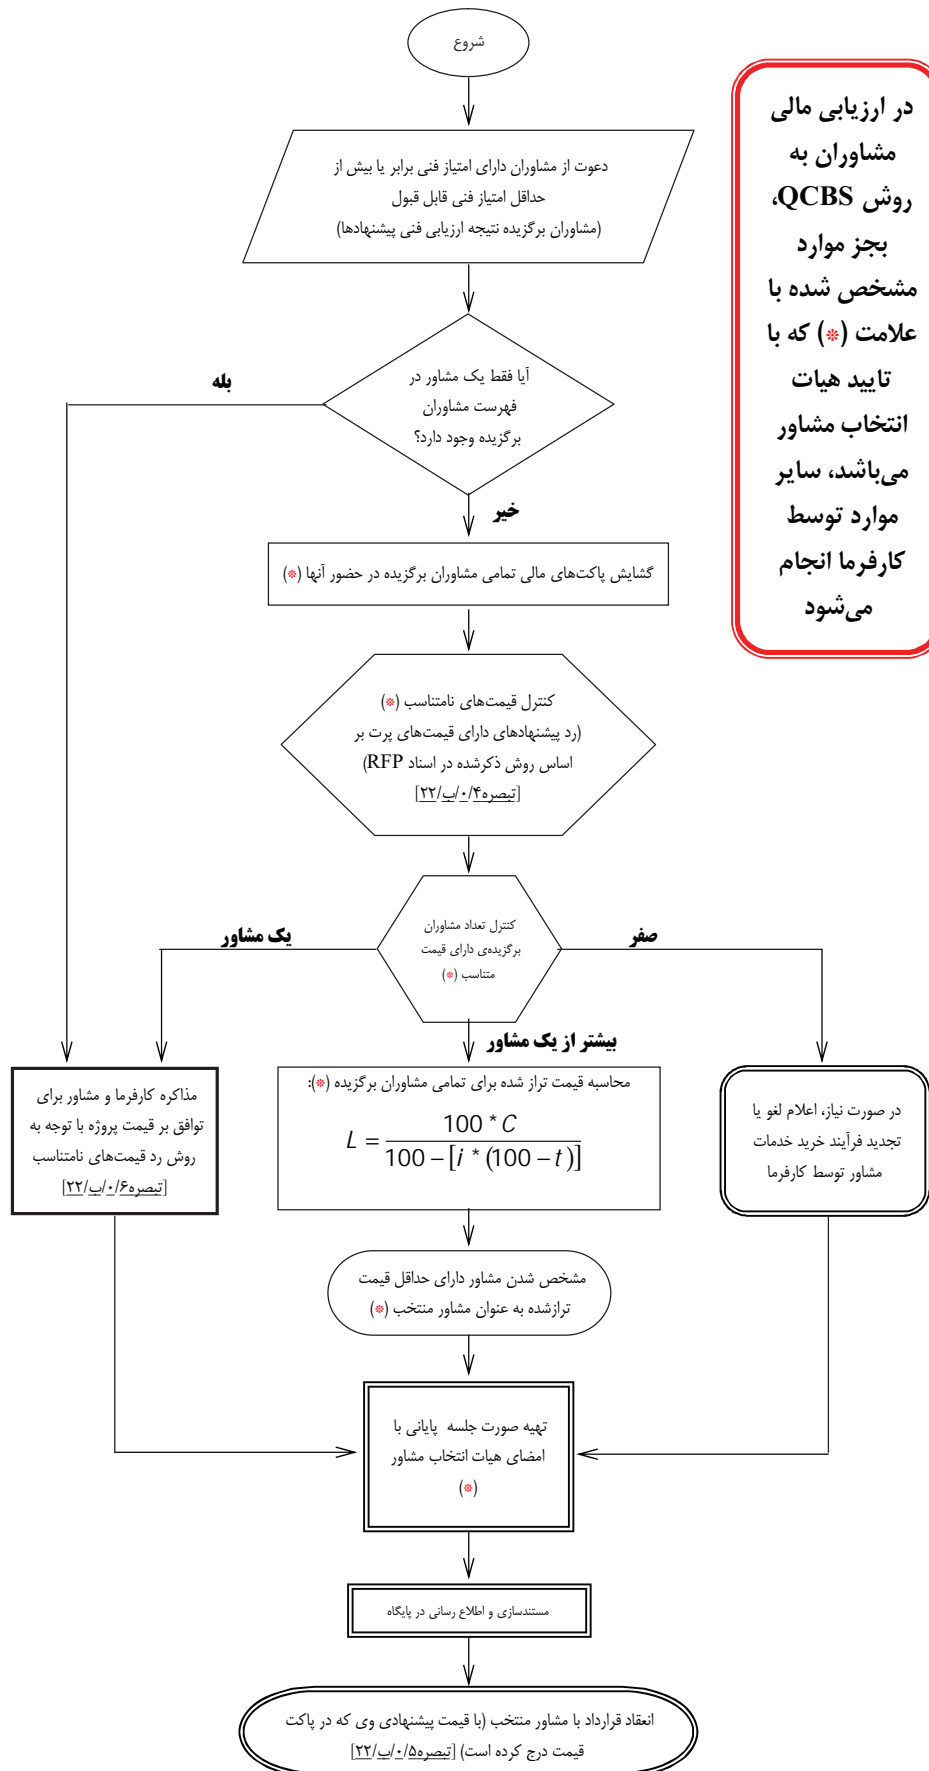 شروع
در ارزیابی مالی
مشاوران به
روش QCBS،
بجز موارد
مشخص شده با
علامت (*) که با
تایید هیات
انتخاب مشاور
می‌باشد، سایر
موارد توسط
کارفرما انجام
می‌شود
دعوت از مشاوران دارای امتیاز فنی برابر یا بیش از
حداقل امتیاز فنی قابل قبول
(مشاوران برگزیده نتیجه ارزیابی فنی پیشنهادها)
آیا فقط یک مشاور در
فهرست مشاوران
برگزیده وجود دارد؟
بله
خیر
گشایش پاکت‌های مالی تمامی مشاوران برگزیده در حضور آنها (*)
کنترل قیمت‌های نامتناسب (*)
(رد پیشنهادهای دارای قیمت‌های پرت بر
اساس روش ذکرشده در اسناد RFP)
[تبصره۴/۰/ب/۲۲]
کنترل تعداد مشاوران
برگزیده‌ی دارای قیمت
متناسب (*)
صفر
یک مشاور
بیشتر از یک مشاور
در صورت نیاز، اعلام لغو یا
تجدید فرآیند خرید خدمات
مشاور توسط کارفرما
محاسبه قیمت تراز شده برای تمامی مشاوران برگزیده (*):
L = 100 * C / 100 – [i * (100 – t)]
مذاکره کارفرما و مشاور برای
توافق بر قیمت پروژه با توجه به
روش رد قیمت‌های نامتناسب
[تبصره۶/۰/ب/۲۲]
مشخص شدن مشاور دارای حداقل قیمت
ترازشده به عنوان مشاور منتخب (*)
تهیه صورت جلسه پایانی با
امضای هیات انتخاب مشاور
(*)
مستندسازی و اطلاع رسانی در پایگاه
انعقاد قرارداد با مشاور منتخب (با قیمت پیشنهادی وی که در پاکت
قیمت درج کرده است) [تبصره۵/۰/ب/۲۲]